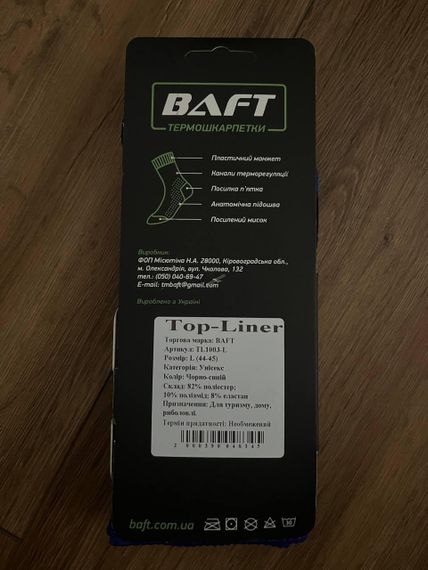 BAFT
ТЕРМОШКАРПЕТКИ
Пластичний манжет
Канали терморегуляції
Посилка п'ятка
Анатомічна підошва
Посилений мисок
Виробник:
ФОП Місютіна Н.А. 28000, Кіровоградська обл.,
м. Олександрія, вул. Чкалова, 132
тел.: (050) 040-69-47
E-mail: tmbaft@gmail.com
Вироблено в Україні
Top-Liner
Торгова марка: BAFT
Артикул: TL1003-L
Розмір: L (44-45)
Категорія: Унісекс
Колір: Чорно-синій
Склад: 82% поліестер;
10% поліамід; 8% еластан
Призначення: Для туризму, дому,
риболовлі.
Термін придатності: Необмежений
baft.com.ua